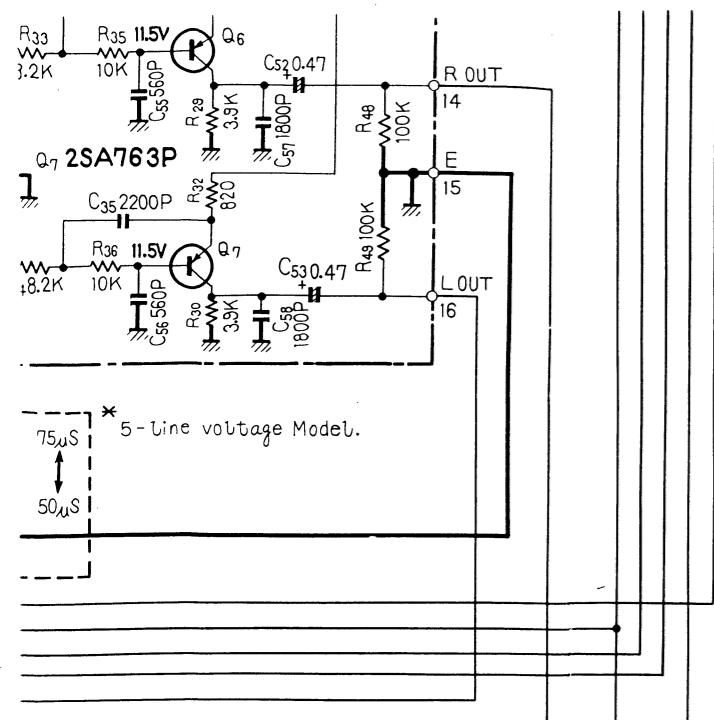 R33 R35 11.5V Q6
3.2K 10K
C55 560P
R29 3.9K
C57 1800P
C52 0.47
R48 100K
R OUT
14
Q7 2SA763P
E
15
R32 820
C35 2200P
R36 11.5V Q7
8.2K 10K
C56 560P
R30 3.9K
C58 1800P
C53 0.47
R49 100K
L OUT
16
* 5-Line voltage Model.
75μS
50μS